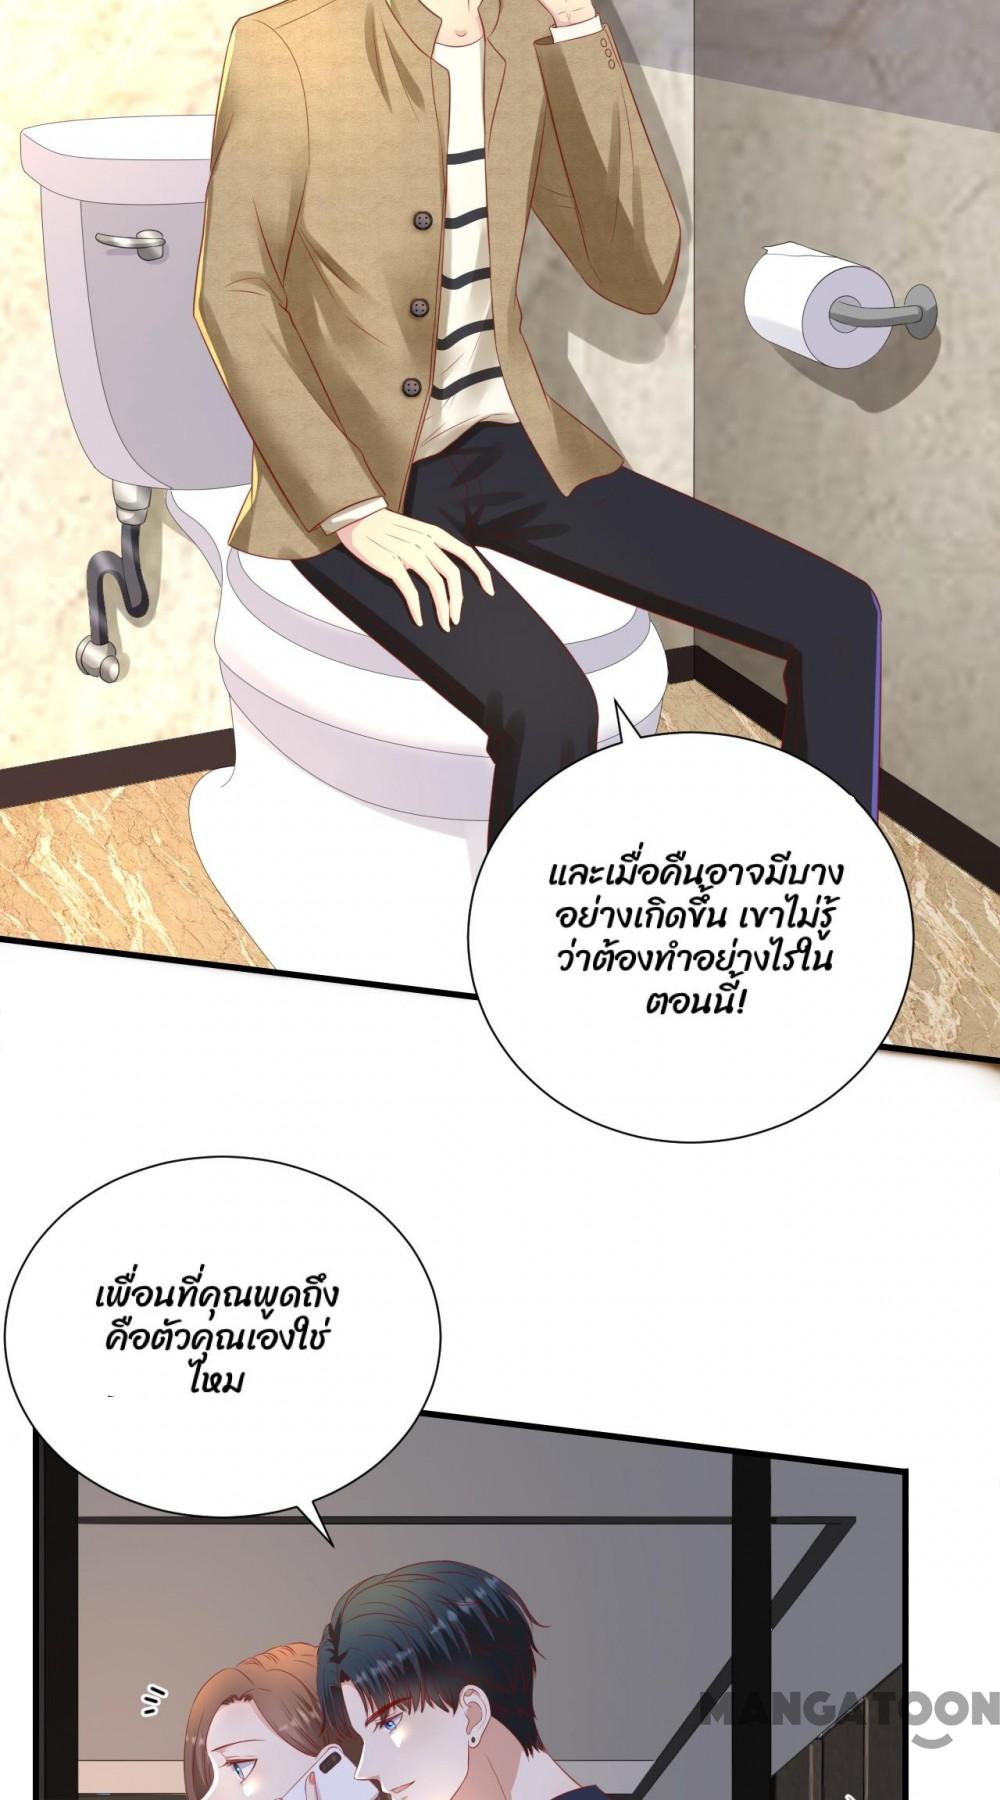 และเมื่อคืนอาจมีบาง
อย่างเกิดขึ้น เขาไม่รู้
ว่าต้องทำอย่างไรใน
ตอนนี้!
เพื่อนที่คุณพูดถึง
คือตัวคุณเองใช่
ไหม
MANGATOON